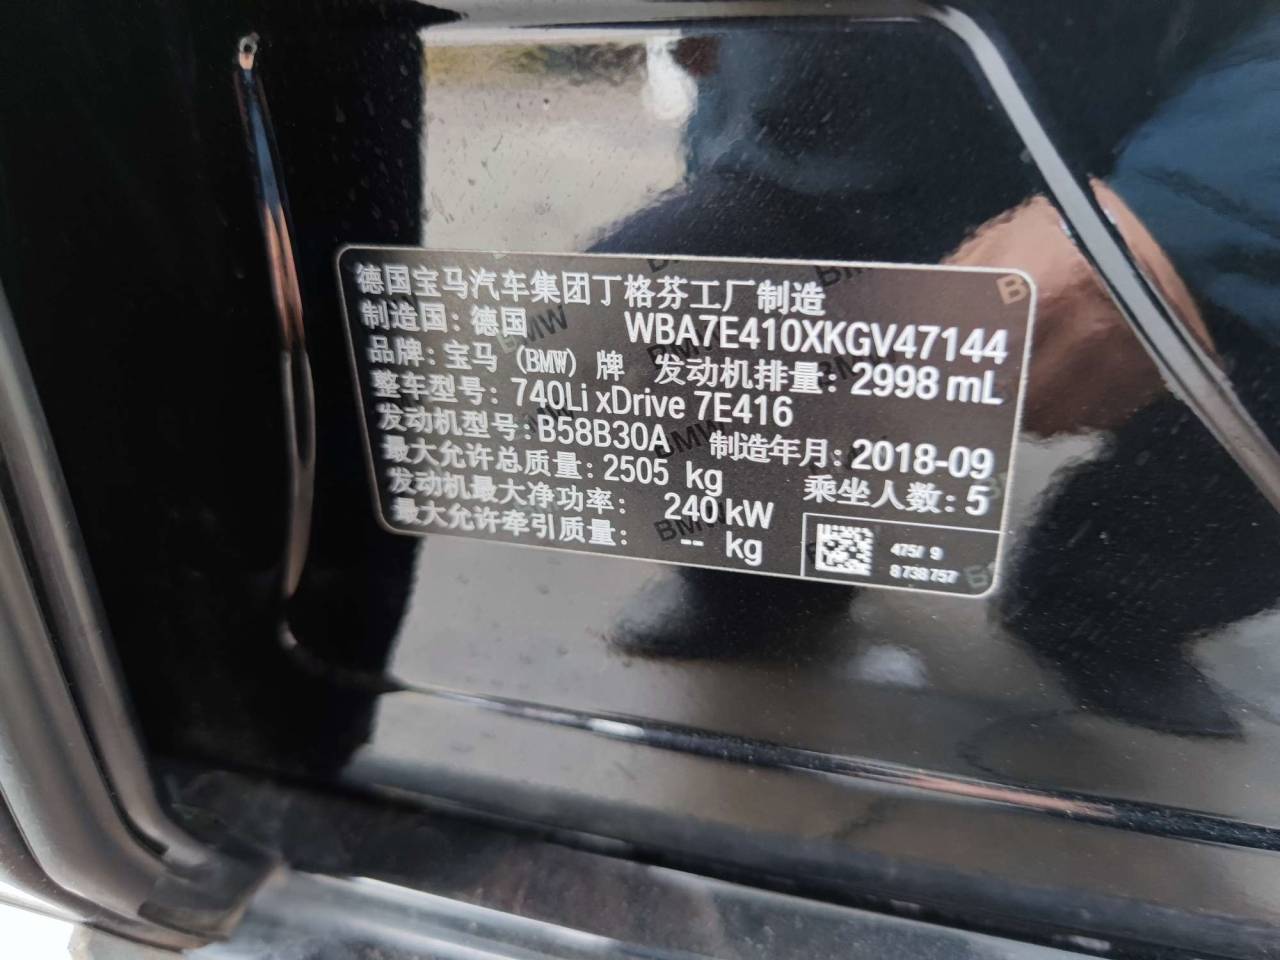 德国宝马汽车集团丁格芬工厂制造
制造国：德国 WBA7E410XKGV47144
品牌：宝马（BMW）牌 发动机排量：2998 mL
整车型号：740Li xDrive 7E416
发动机型号：B58B30A 制造年月：2018-09
最大允许总质量：2505 kg 乘坐人数：5
发动机最大净功率：240 kW
最大允许牵引质量：-- kg
475/ 9
8738757